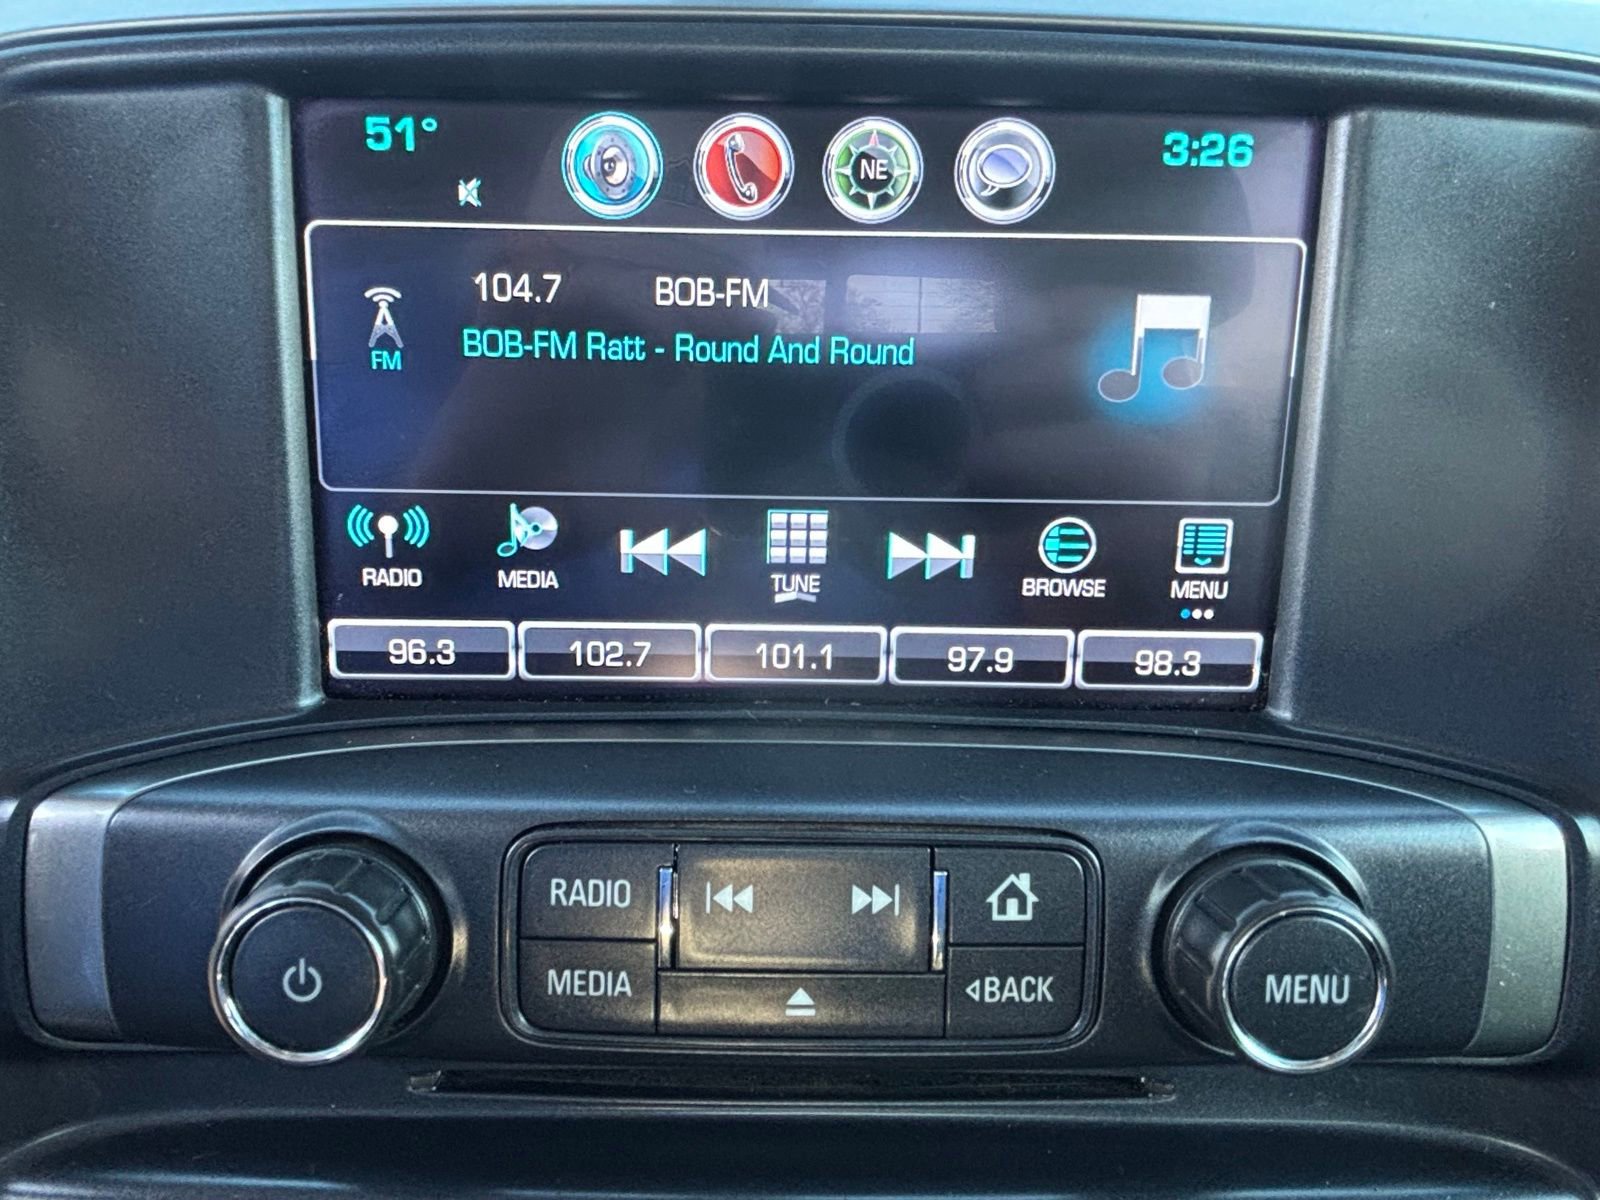 51°
NE
3:26
104.7 BOB-FM
BOB-FM Ratt - Round And Round
FM
RADIO MEDIA TUNE BROWSE MENU
96.3 102.7 101.1 97.9 98.3
RADIO
MEDIA
◃BACK
MENU